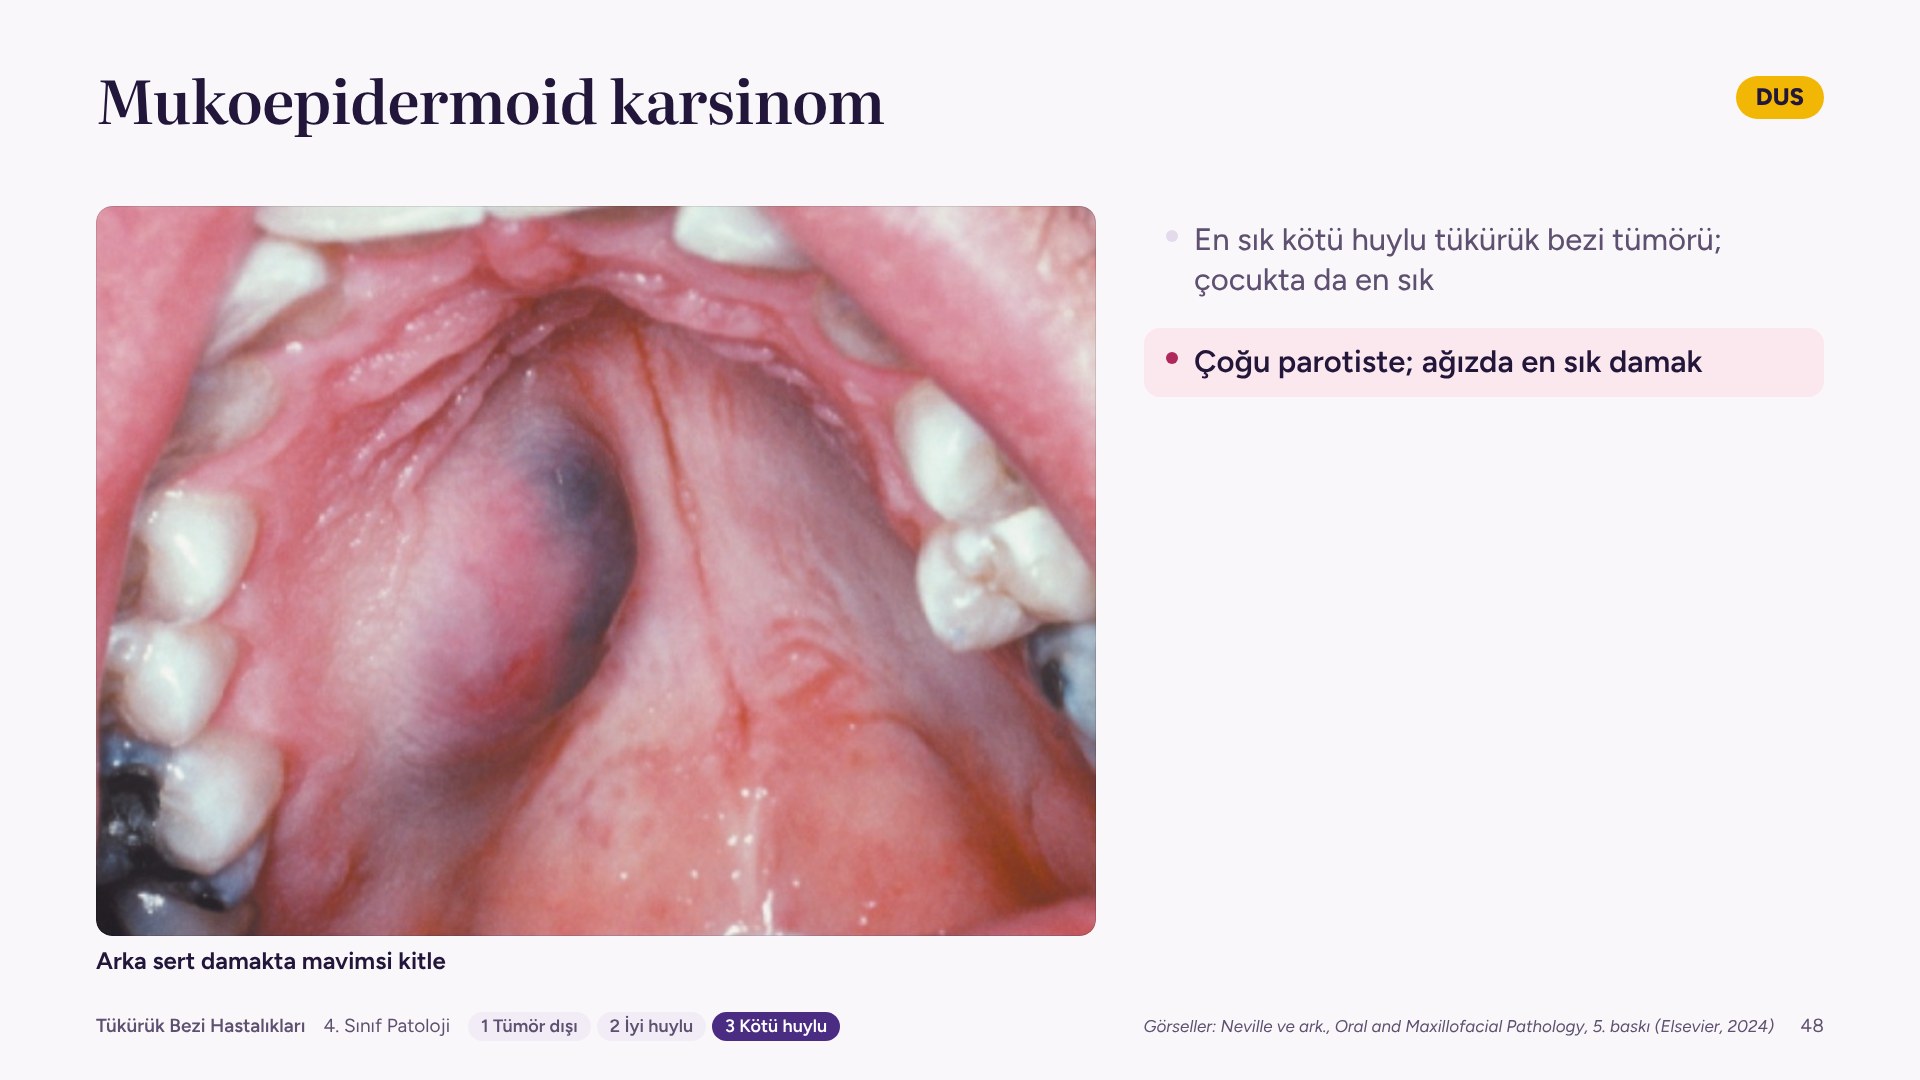 Mukoepidermoid karsinom
DUS
En sık kötü huylu tükürük bezi tümörü;
çocukta da en sık
Çoğu parotiste; ağızda en sık damak
Arka sert damakta mavimsi kitle
Tükürük Bezi Hastalıkları 4. Sınıf Patoloji 1 Tümör dışı 2 İyi huylu 3 Kötü huylu
Görseller: Neville ve ark., Oral and Maxillofacial Pathology, 5. baskı (Elsevier, 2024) 48